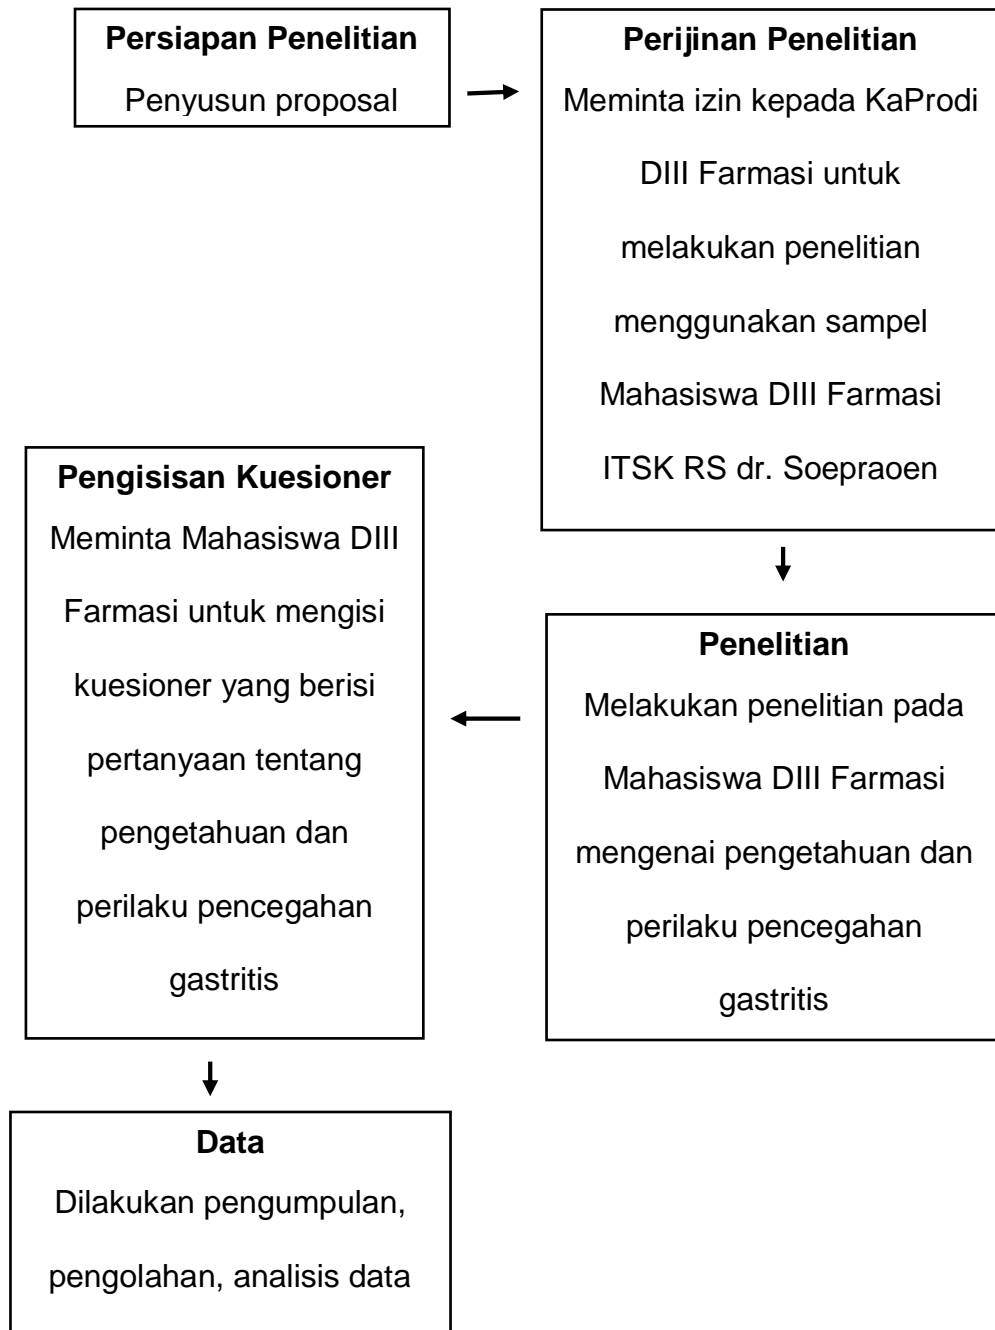 Persiapan Penelitian
Penyusun proposal
Perijinan Penelitian
Meminta izin kepada KaProdi
DIII Farmasi untuk
melakukan penelitian
menggunakan sampel
Mahasiswa DIII Farmasi
ITSK RS dr. Soepraoen
Penelitian
Melakukan penelitian pada
Mahasiswa DIII Farmasi
mengenai pengetahuan dan
perilaku pencegahan
gastritis
Pengisisan Kuesioner
Meminta Mahasiswa DIII
Farmasi untuk mengisi
kuesioner yang berisi
pertanyaan tentang
pengetahuan dan
perilaku pencegahan
gastritis
Data
Dilakukan pengumpulan,
pengolahan, analisis data